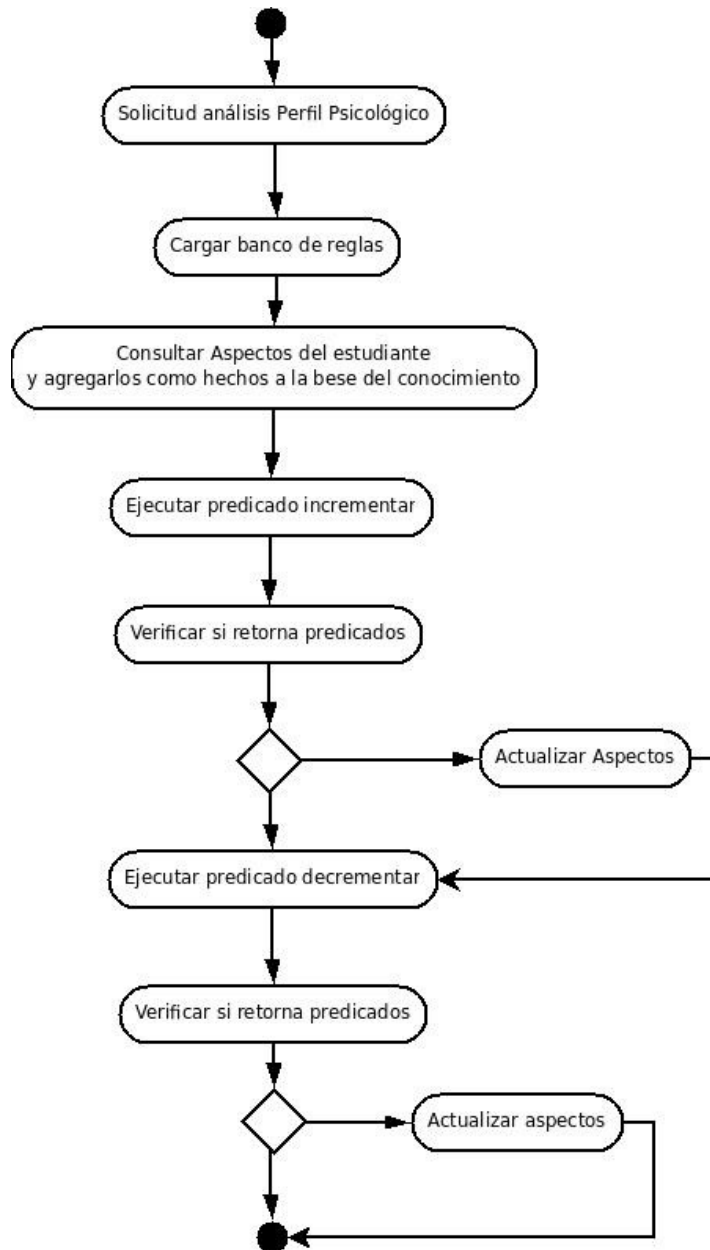 Solicitud análisis Perfil Psicológico
Cargar banco de reglas
Consultar Aspectos del estudiante
y agregarlos como hechos a la bese del conocimiento
Ejecutar predicado incrementar
Verificar si retorna predicados
Actualizar Aspectos
Ejecutar predicado decrementar
Verificar si retorna predicados
Actualizar aspectos